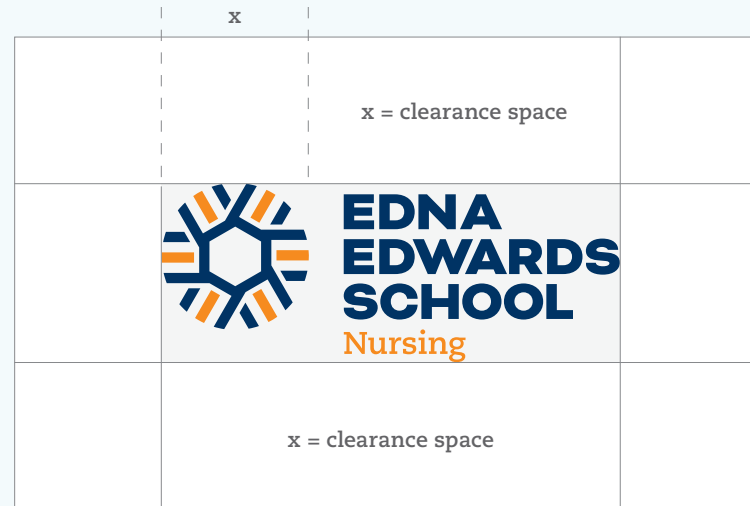 x
x = clearance space
EDNA
EDWARDS
SCHOOL
Nursing
x = clearance space